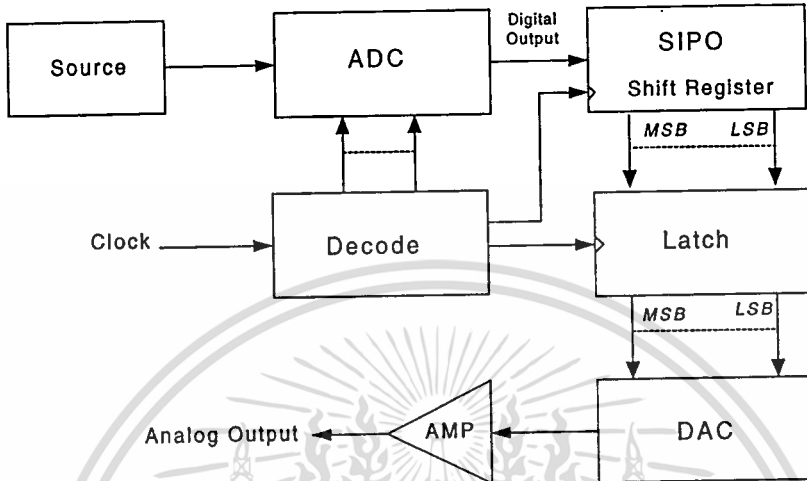 Source
ADC
Digital
Output
SIPO
Shift Register
MSB LSB
Clock
Decode
Latch
MSB LSB
Analog Output
AMP
DAC